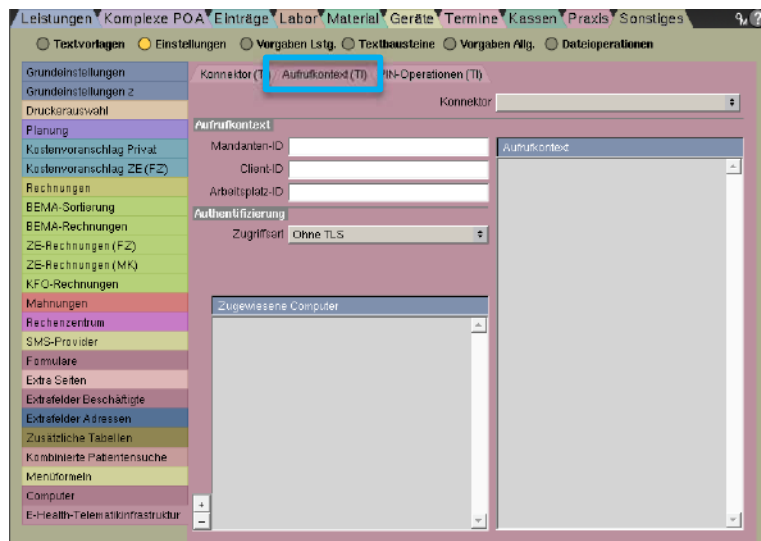 Leistungen Komplexe POA Einträge Labor Material Geräte Termine Kassen Praxis Sonstiges
Textvorlagen Einstellungen Vorgaben Lstg. Textbausteine Vorgaben Allg. Dateioperationen
Konnektor (TI) Aufrufkontext (TI) PIN-Operationen (TI)
Konnektor
Grundeinstellungen
Grundeinstellungen 2
Druckerauswahl
Planung
Kostenvoranschlag Privat
Kostenvoranschlag ZE (FZ)
Rechnungen
BEMA-Sortierung
BEMA-Rechnungen
ZE-Rechnungen (FZ)
ZE-Rechnungen (MK)
KFO-Rechnungen
Mahnungen
Rechenzentrum
SMS-Provider
Formulare
Extra Seiten
Extrafelder Beschäftigte
Extrafelder Adressen
Zusätzliche Tabellen
Kombinierte Patientensuche
Menüformeln
Computer
E-Health-Telematikinfrastruktur
Aufrufkontext
Mandanten-ID
Client-ID
Arbeitsplatz-ID
Authentifizierung
Zugriffsart Ohne TLS
Zugewiesene Computer
+
–
Aufrufkontext